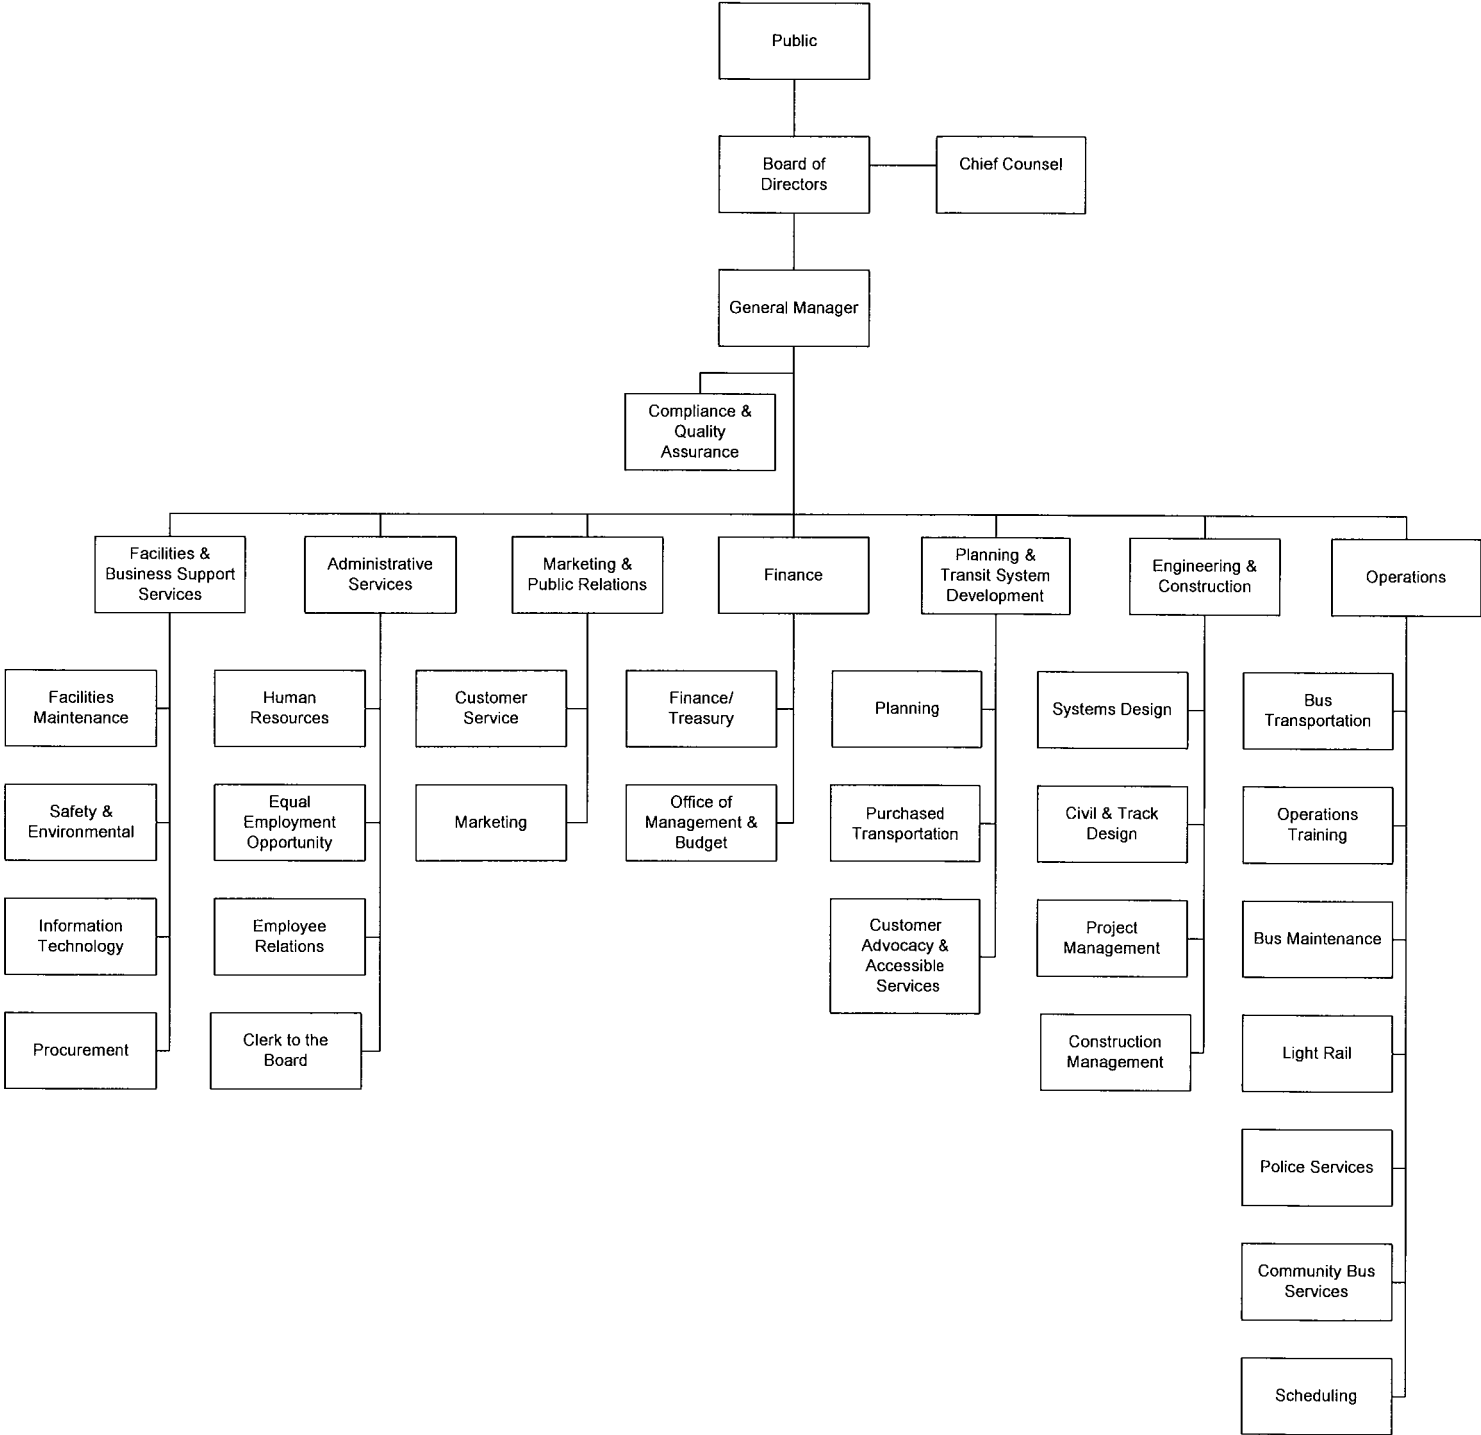 Public
Board of
Directors
Chief Counsel
General Manager
Compliance &
Quality
Assurance
Facilities &
Business Support
Services
Administrative
Services
Marketing &
Public Relations
Finance
Planning &
Transit System
Development
Engineering &
Construction
Operations
Facilities
Maintenance
Human
Resources
Customer
Service
Finance/
Treasury
Planning
Systems Design
Bus
Transportation
Safety &
Environmental
Equal
Employment
Opportunity
Marketing
Office of
Management &
Budget
Purchased
Transportation
Civil & Track
Design
Operations
Training
Information
Technology
Employee
Relations
Customer
Advocacy &
Accessible
Services
Project
Management
Bus Maintenance
Procurement
Clerk to the
Board
Construction
Management
Light Rail
Police Services
Community Bus
Services
Scheduling